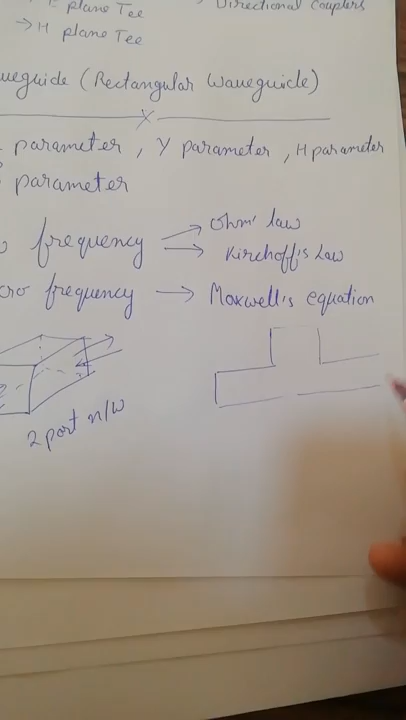 plane Tee
Directional Couplers
→ H plane Tee
(Rectangular Waveguide)
parameter, Y parameter, H parameter
parameter
frequency → Ohm' law
→ Kirchoff's Law
frequency → Maxwell's equation
2 port n/w